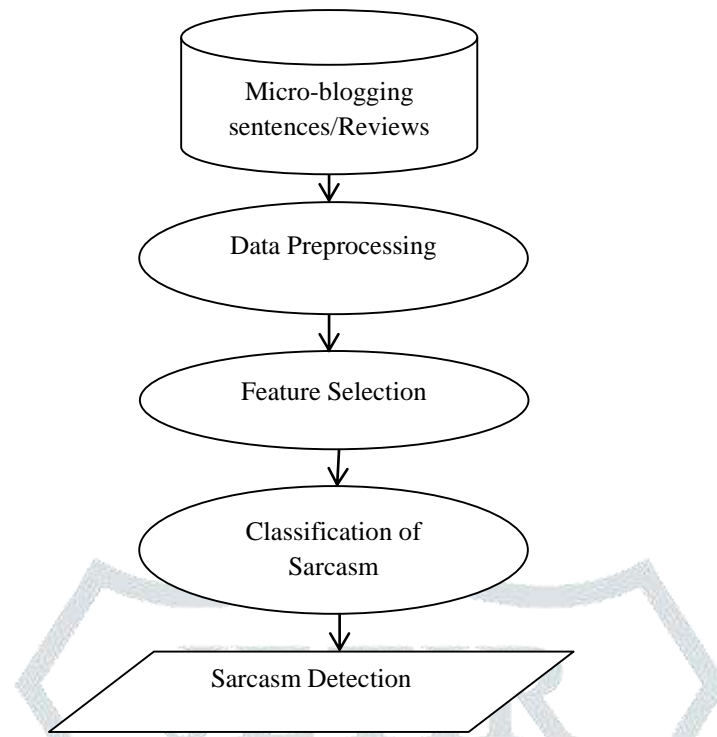 Micro-blogging
sentences/Reviews
Data Preprocessing
Feature Selection
Classification of
Sarcasm
Sarcasm Detection